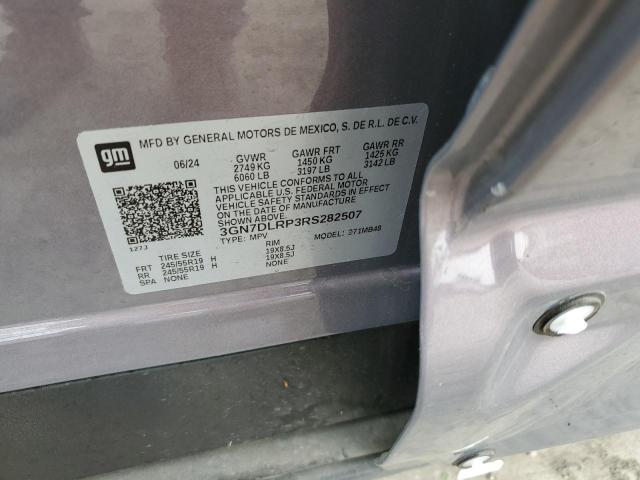 gm
MFD BY GENERAL MOTORS DE MEXICO, S. DE R.L. DE C.V.
06/24 GVWR GAWR FRT GAWR RR
2749 KG 1450 KG 1425 KG
6060 LB 3197 LB 3142 LB
THIS VEHICLE CONFORMS TO ALL
APPLICABLE U.S. FEDERAL MOTOR
VEHICLE SAFETY STANDARDS IN EFFECT
ON THE DATE OF MANUFACTURE
SHOWN ABOVE.
3GN7DLRP3RS282507
TYPE: MPV MODEL: 271MB48
127J
TIRE SIZE RIM
FRT 245/55R19 H 19X8.5J
RR 245/55R19 H 19X8.5J
SPA NONE NONE